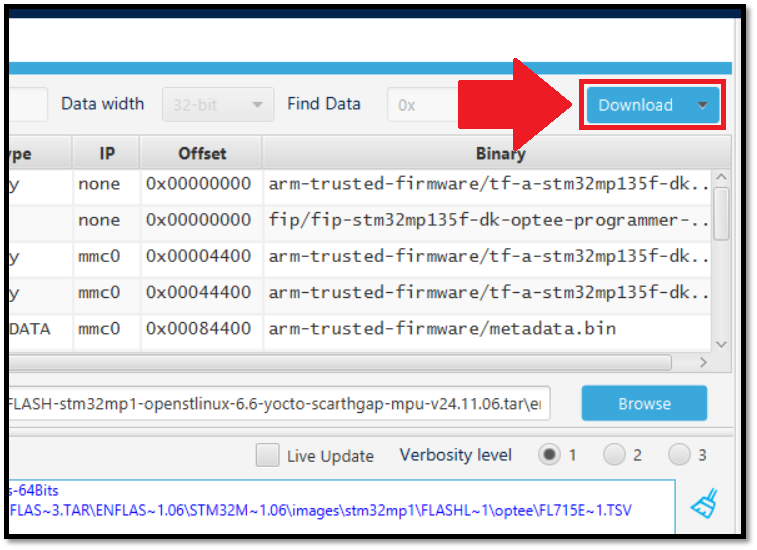 Data width 32-bit Find Data 0x Download
ype IP Offset Binary
y none 0x00000000 arm-trusted-firmware/tf-a-stm32mp135f-dk..
none 0x00000000 fip/fip-stm32mp135f-dk-optee-programmer-..
y mmc0 0x00004400 arm-trusted-firmware/tf-a-stm32mp135f-dk..
y mmc0 0x00044400 arm-trusted-firmware/tf-a-stm32mp135f-dk..
DATA mmc0 0x00084400 arm-trusted-firmware/metadata.bin
FLASH-stm32mp1-openstlinux-6.6-yocto-scarthgap-mpu-v24.11.06.tar\en Browse
Live Update Verbosity level 1 2 3
s-64Bits
FLAS~3.TAR\ENFLAS~1.06\STM32M~1.06\images\stm32mp1\FLASHL~1\optee\FL715E~1.TSV